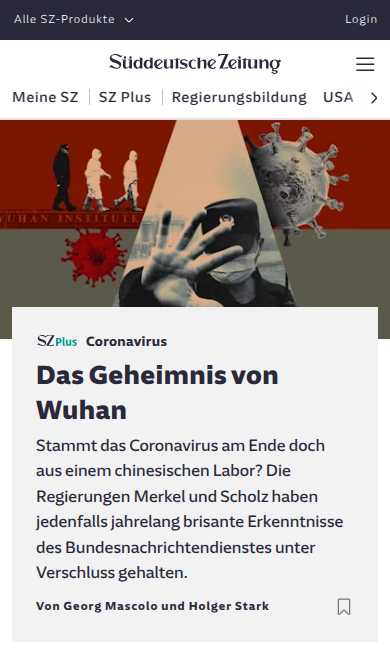 Alle SZ-Produkte
Login
Süddeutsche Zeitung
Meine SZ
SZ Plus
Regierungsbildung
USA
WUHAN INSTITUTE
SZ Plus Coronavirus
Das Geheimnis von
Wuhan
Stammt das Coronavirus am Ende doch
aus einem chinesischen Labor? Die
Regierungen Merkel und Scholz haben
jedenfalls jahrelang brisante Erkenntnisse
des Bundesnachrichtendienstes unter
Verschluss gehalten.
Von Georg Mascolo und Holger Stark